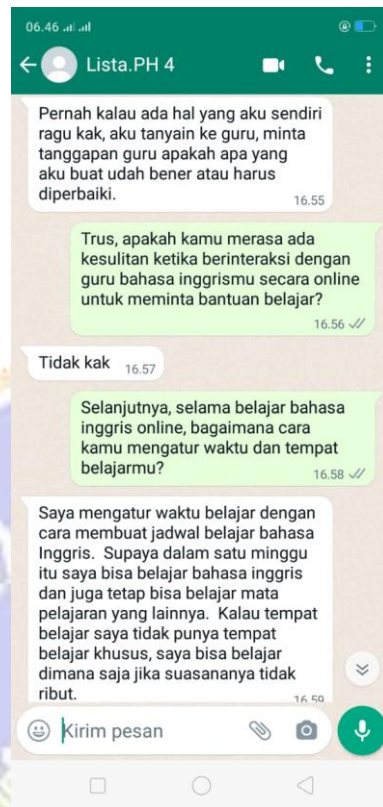 06.46
Lista.PH 4
Pernah kalau ada hal yang aku sendiri
ragu kak, aku tanyain ke guru, minta
tanggapan guru apakah apa yang
aku buat udah bener atau harus
diperbaiki.
16.55
Trus, apakah kamu merasa ada
kesulitan ketika berinteraksi dengan
guru bahasa inggrismu secara online
untuk meminta bantuan belajar?
16.56
Tidak kak 16.57
Selanjutnya, selama belajar bahasa
inggris online, bagaimana cara
kamu mengatur waktu dan tempat
belajarmu?
16.58
Saya mengatur waktu belajar dengan
cara membuat jadwal belajar bahasa
Inggris. Supaya dalam satu minggu
itu saya bisa belajar bahasa inggris
dan juga tetap bisa belajar mata
pelajaran yang lainnya. Kalau tempat
belajar saya tidak punya tempat
belajar khusus, saya bisa belajar
dimana saja jika suasananya tidak
ribut.
16.59
Kirim pesan